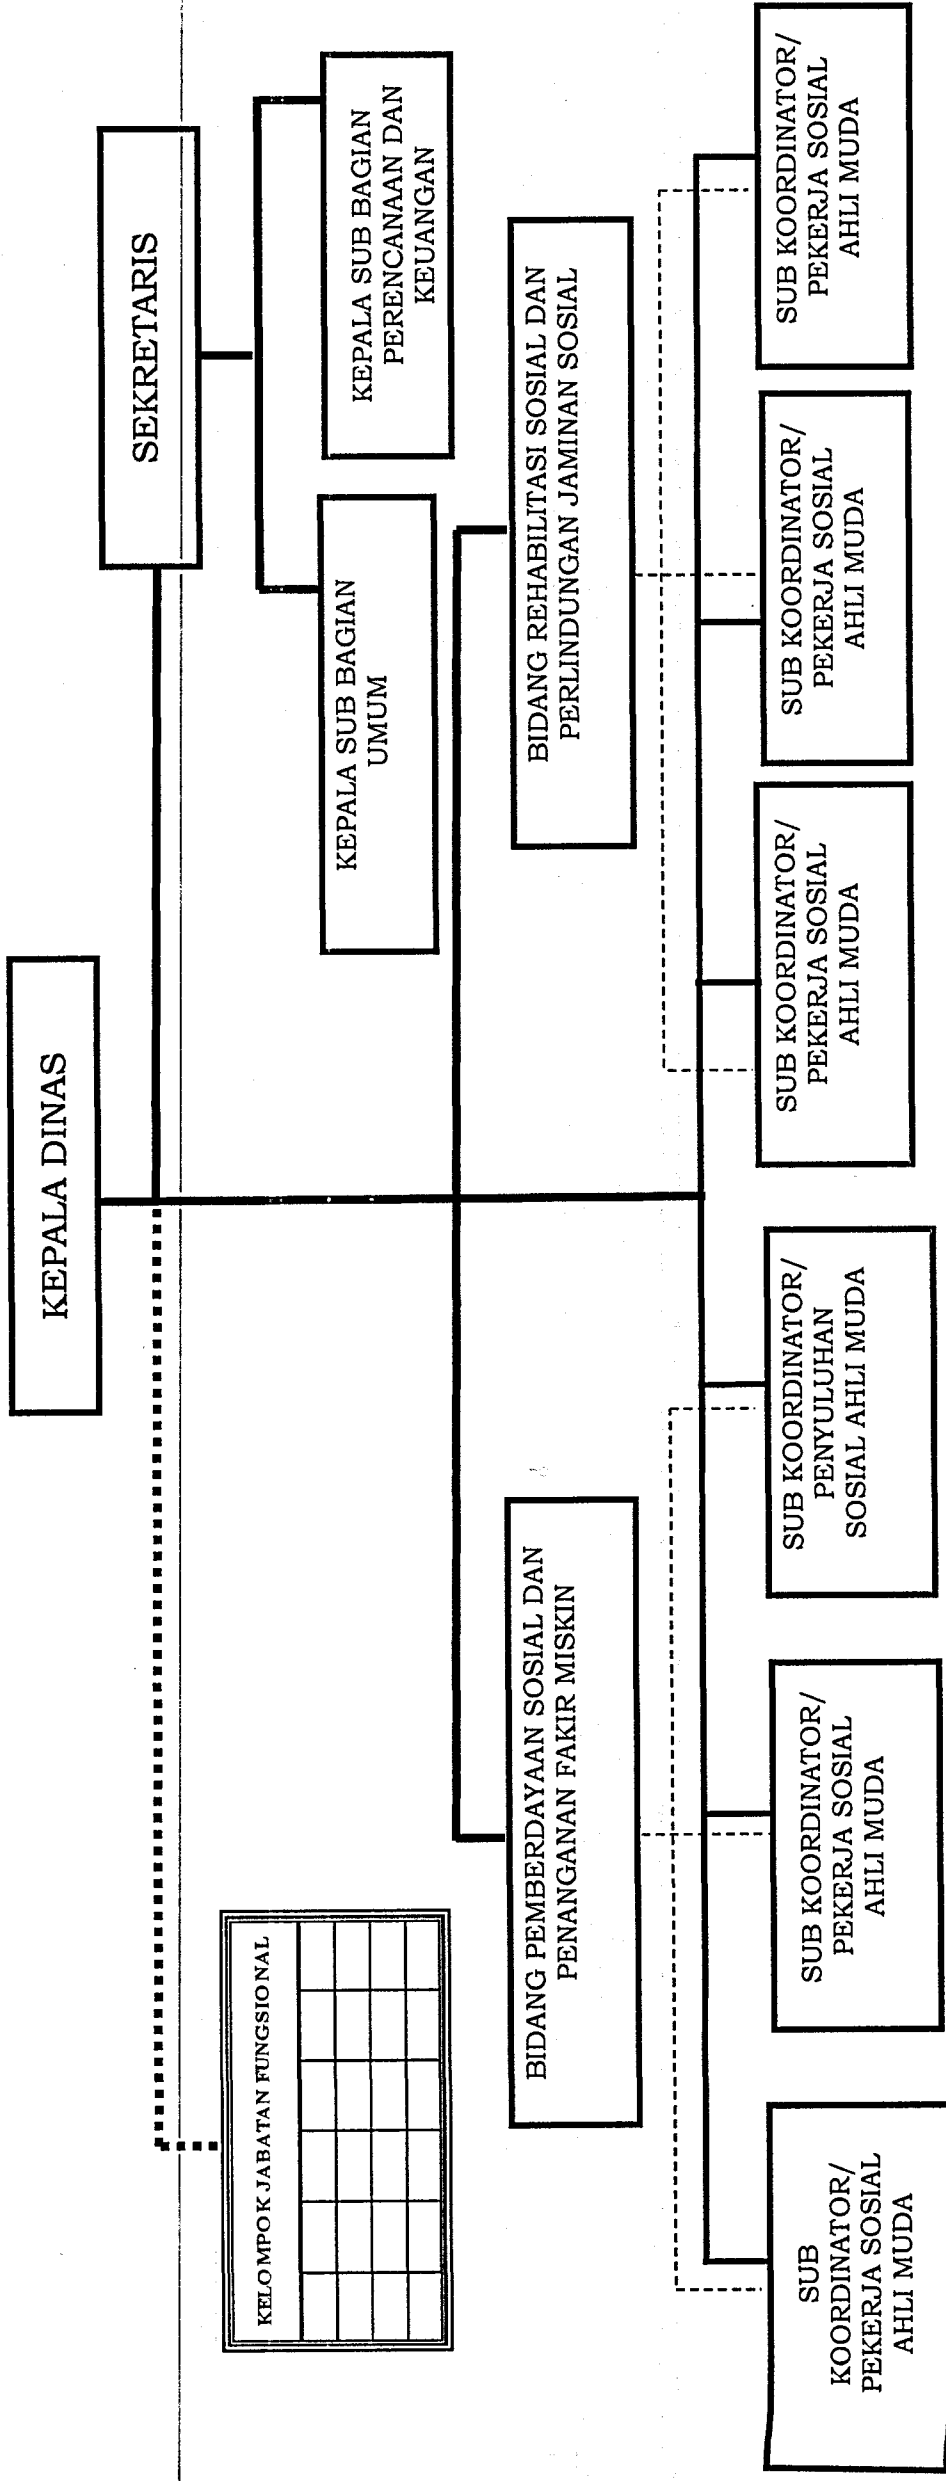 KEPALA DINAS
SEKRETARIS
KELOMPOK JABATAN FUNGSIONAL
KEPALA SUB BAGIAN
UMUM
KEPALA SUB BAGIAN
PERENCANAAN DAN
KEUANGAN
BIDANG PEMBERDAYAAN SOSIAL DAN
PENANGANAN FAKIR MISKIN
BIDANG REHABILITASI SOSIAL DAN
PERLINDUNGAN JAMINAN SOSIAL
SUB
KOORDINATOR/
PEKERJA SOSIAL
AHLI MUDA
SUB KOORDINATOR/
PEKERJA SOSIAL
AHLI MUDA
SUB KOORDINATOR/
PENYULUHAN
SOSIAL AHLI MUDA
SUB KOORDINATOR/
PEKERJA SOSIAL
AHLI MUDA
SUB KOORDINATOR/
PEKERJA SOSIAL
AHLI MUDA
SUB KOORDINATOR/
PEKERJA SOSIAL
AHLI MUDA